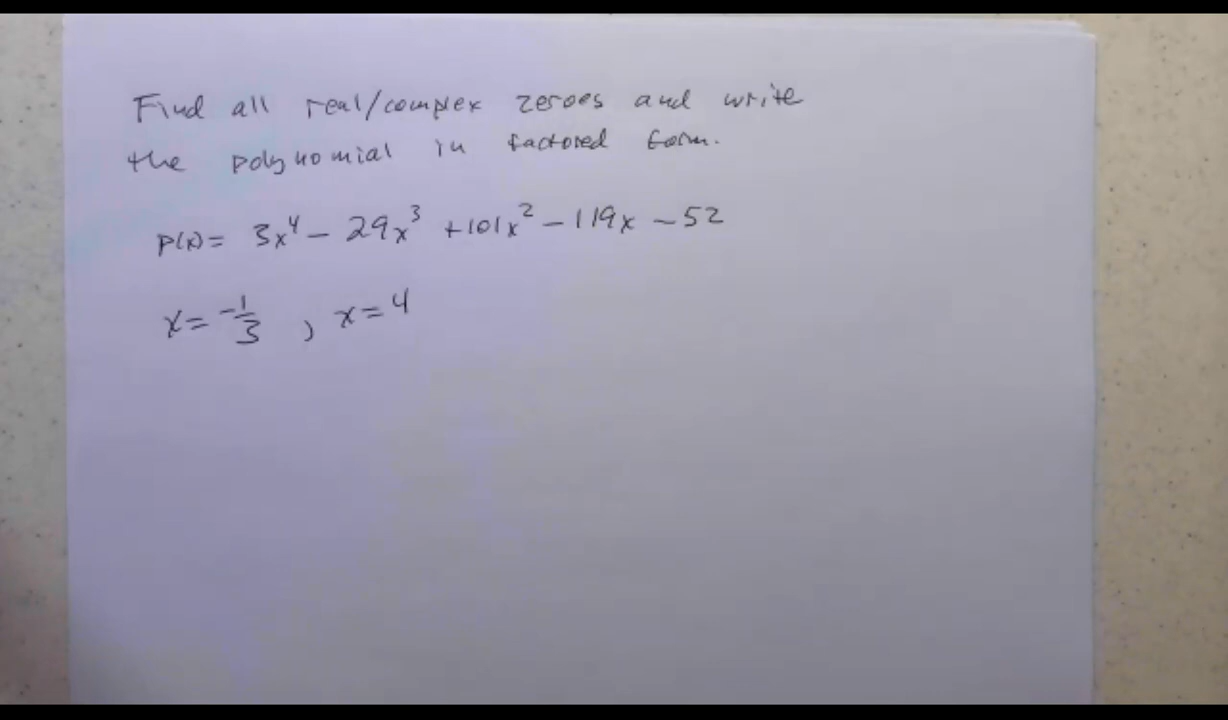 Find all real/complex zeroes and write
the polynomial in factored form.
P(x) = 3x⁴ - 29x³ + 101x² - 119x - 52
x = -1/3 , x = 4